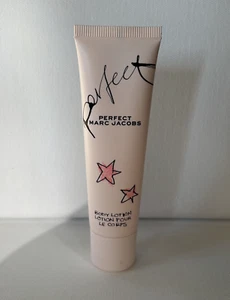 perfect
PERFECT
MARC JACOBS
BODY LOTION
LOTION POUR
LE CORPS